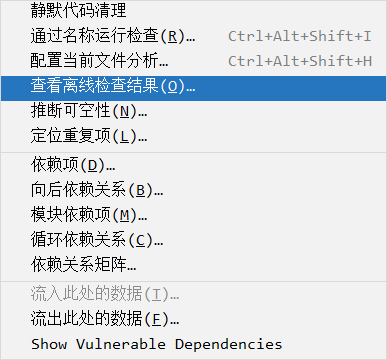 静默代码清理
通过名称运行检查(R)… Ctrl+Alt+Shift+I
配置当前文件分析… Ctrl+Alt+Shift+H
查看离线检查结果(O)…
推断可空性(N)…
定位重复项(L)…
依赖项(D)…
向后依赖关系(B)…
模块依赖项(M)…
循环依赖关系(C)…
依赖关系矩阵…
流入此处的数据(T)…
流出此处的数据(F)…
Show Vulnerable Dependencies